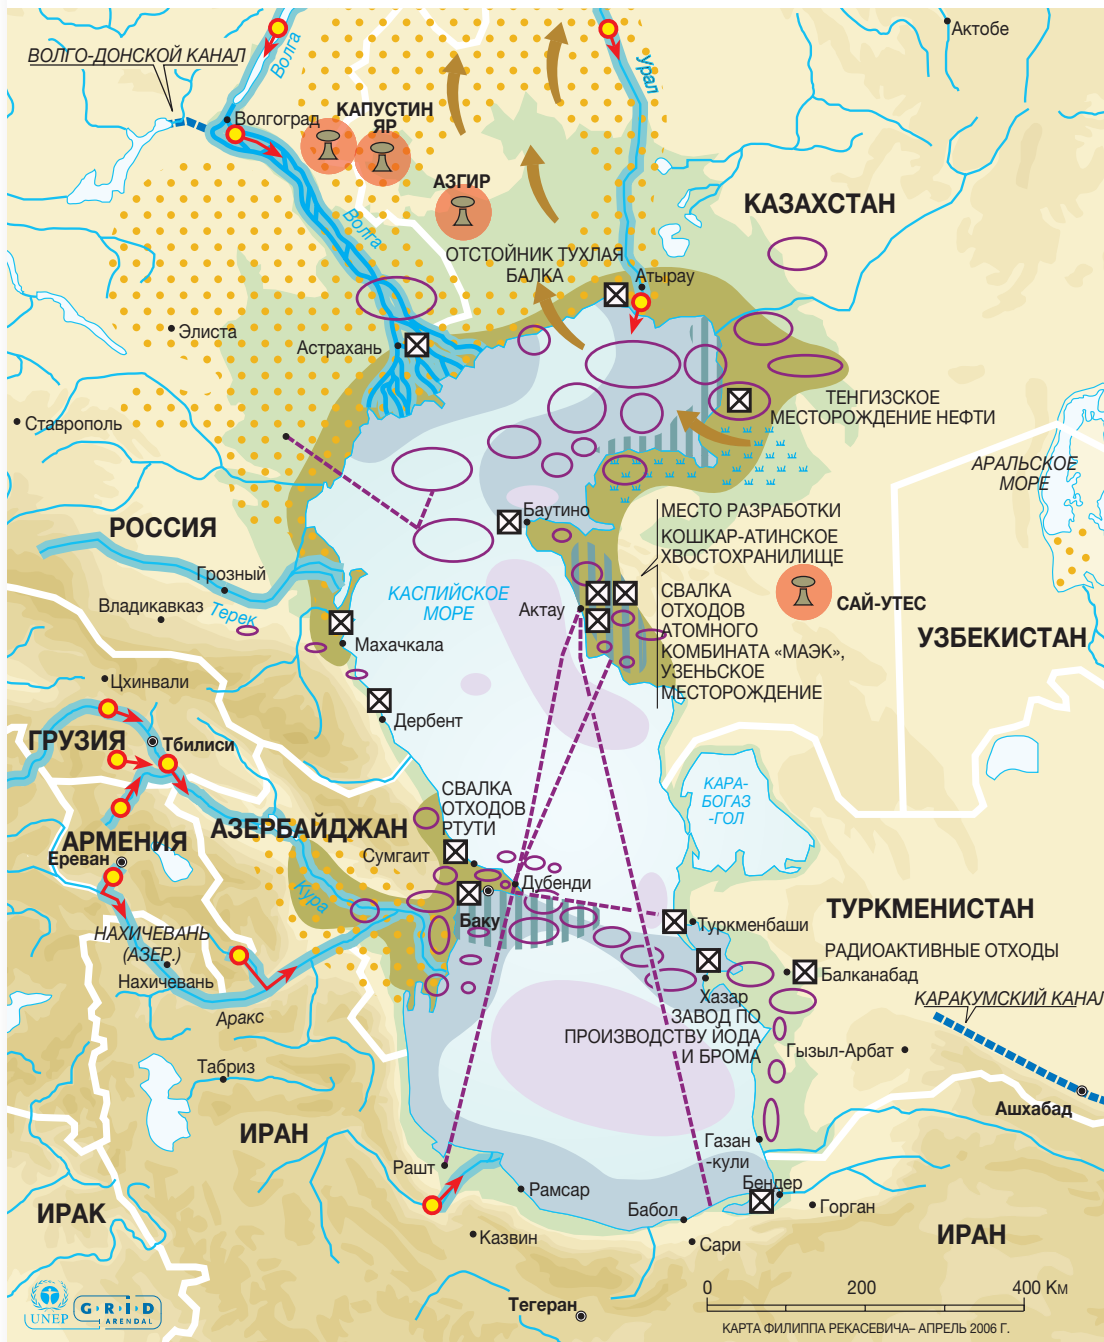 Актобе
ВОЛГО-ДОНСКОЙ КАНАЛ
Волга
Урал
Волгоград
КАПУСТИН
ЯР
АЗГИР
КАЗАХСТАН
Волга
ОТСТОЙНИК ТУХЛАЯ
БАЛКА
Атырау
Элиста
Астрахань
ТЕНГИЗСКОЕ
МЕСТОРОЖДЕНИЕ НЕФТИ
Ставрополь
АРАЛЬСКОЕ
МОРЕ
РОССИЯ
Баутино
МЕСТО РАЗРАБОТКИ
КОШКАР-АТИНСКОЕ
ХВОСТОХРАНИЛИЩЕ
Грозный
КАСПИЙСКОЕ
МОРЕ
СВАЛКА
ОТХОДОВ
АТОМНОГО
КОМБИНАТА «МАЭК»,
УЗЕНЬСКОЕ
МЕСТОРОЖДЕНИЕ
САЙ-УТЕС
Владикавказ
Терек
Актау
УЗБЕКИСТАН
Махачкала
Цхинвали
Дербент
ГРУЗИЯ
Тбилиси
СВАЛКА
ОТХОДОВ
РТУТИ
КАРА-
БОГАЗ
-ГОЛ
АРМЕНИЯ
АЗЕРБАЙДЖАН
Ереван
Сумгаит
Дубенди
Кура
Баку
ТУРКМЕНИСТАН
Туркменбаши
НАХИЧЕВАНЬ
(АЗЕР.)
Нахичевань
РАДИОАКТИВНЫЕ ОТХОДЫ
Балканабад
Аракс
Хазар
ЗАВОД ПО
ПРОИЗВОДСТВУ ЙОДА
И БРОМА
КАРАКУМСКИЙ КАНАЛ
Гызыл-Арбат
Табриз
Ашхабад
ИРАН
Газан
-кули
Рашт
Бендер
Рамсар
Бабол
Горган
ИРАК
Казвин
Сари
ИРАН
UNEP
GRID
ARENDAL
Тегеран
0 200 400 Км
КАРТА ФИЛИППА РЕКАСЕВИЧА– АПРЕЛЬ 2006 Г.